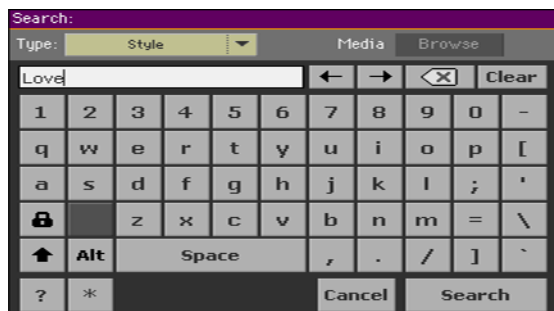 Search:
Type: Style Media Browse
Love ← → ⌫ Clear
1 2 3 4 5 6 7 8 9 0 -
q w e r t y u i o p [
a s d f g h j k l ; '
z x c v b n m = \
Alt Space , . / ] `
? * Cancel Search